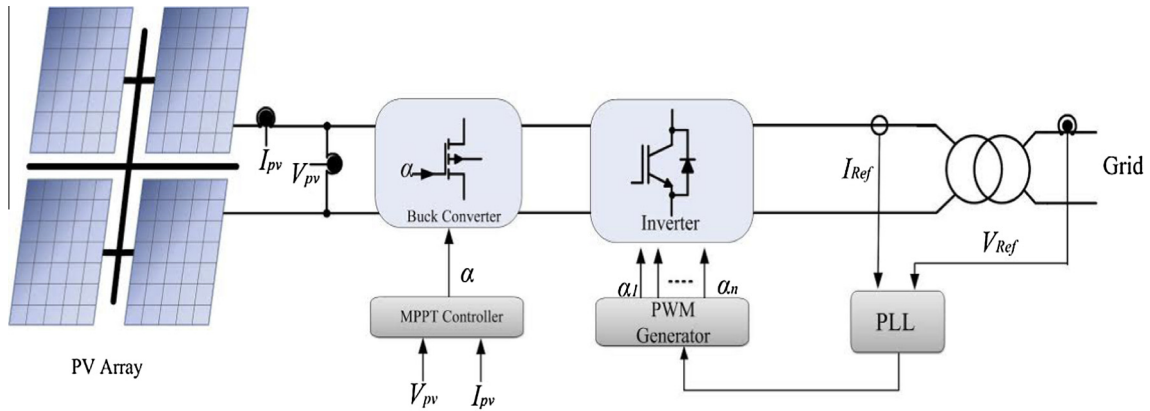 Ipv
Vpv
α
Buck Converter
Inverter
IRef
Grid
VRef
α
α1
αn
MPPT Controller
PWM
Generator
PLL
PV Array
Vpv
Ipv